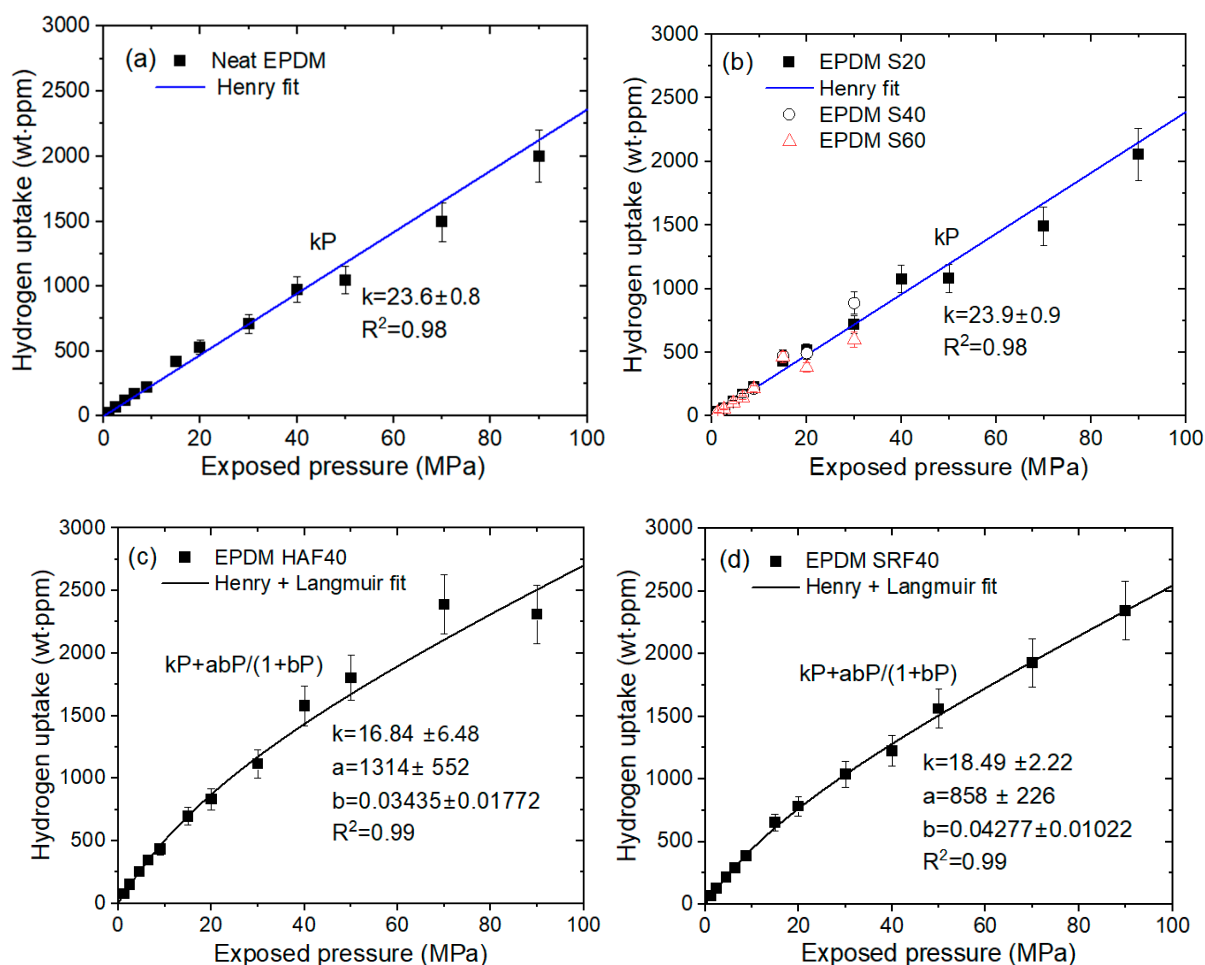 (a)
Neat EPDM
Henry fit
kP
k=23.6±0.8
R²=0.98
Hydrogen uptake (wt·ppm)
3000
2500
2000
1500
1000
500
0
0 20 40 60 80 100
Exposed pressure (MPa)
(b)
EPDM S20
Henry fit
EPDM S40
EPDM S60
kP
k=23.9±0.9
R²=0.98
Hydrogen uptake (wt·ppm)
3000
2500
2000
1500
1000
500
0
0 20 40 60 80 100
Exposed pressure (MPa)
(c)
EPDM HAF40
Henry + Langmuir fit
kP+abP/(1+bP)
k=16.84 ±6.48
a=1314± 552
b=0.03435±0.01772
R²=0.99
Hydrogen uptake (wt·ppm)
3000
2500
2000
1500
1000
500
0
0 20 40 60 80 100
Exposed pressure (MPa)
(d)
EPDM SRF40
Henry + Langmuir fit
kP+abP/(1+bP)
k=18.49 ±2.22
a=858 ± 226
b=0.04277±0.01022
R²=0.99
Hydrogen uptake (wt·ppm)
3000
2500
2000
1500
1000
500
0
0 20 40 60 80 100
Exposed pressure (MPa)